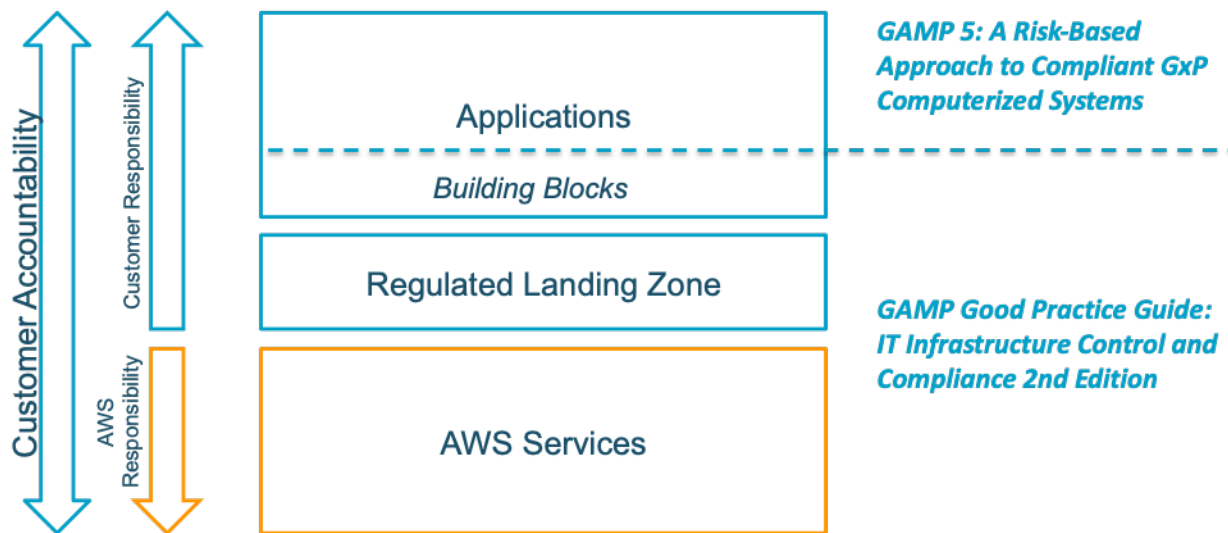 Customer Accountability
Customer Responsibility
AWS
Responsibility
Applications
Building Blocks
Regulated Landing Zone
AWS Services
GAMP 5: A Risk-Based
Approach to Compliant GxP
Computerized Systems
GAMP Good Practice Guide:
IT Infrastructure Control and
Compliance 2nd Edition